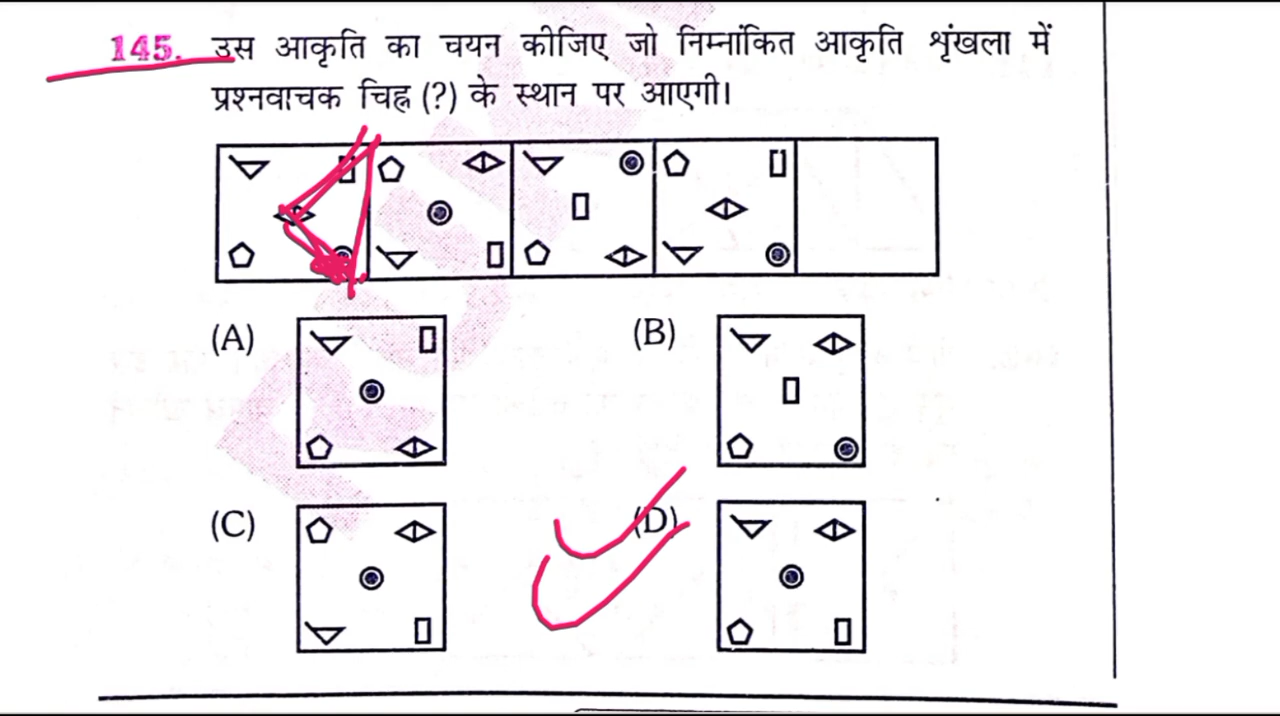 145. उस आकृति का चयन कीजिए जो निम्नांकित आकृति शृंखला में
प्रश्नवाचक चिह्न (?) के स्थान पर आएगी।
(A)
(B)
(C)
(D)